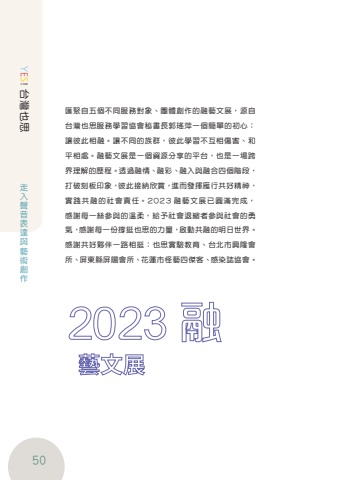 YES! 台灣也思
走入聲音表達與藝術創作
匯聚自五個不同服務對象、團體創作的融藝文展，源自
台灣也思服務學習協會秘書長郭瑤萍一個簡單的初心：
讓彼此相融。讓不同的族群，彼此學習不互相傷害、和
平相處。融藝文展是一個資源分享的平台，也是一場跨
界理解的歷程。透過融情、融彩、融入與融合四個階段，
打破刻板印象，彼此接納欣賞，進而發揮雁行共好精神，
實踐共融的社會責任。2023 融藝文展已圓滿完成，
感謝每一絲參與的溫柔，給予社會退縮者參與社會的勇
氣，感謝每一份撐挺也思的力量，啟動共融的明日世界。
感謝共好夥伴一路相挺：也思實驗教育、台北市興隆會
所、屏東縣屏鵬會所、花蓮市怪藝四傑客、感染誌協會。
2023 融
藝文展
50